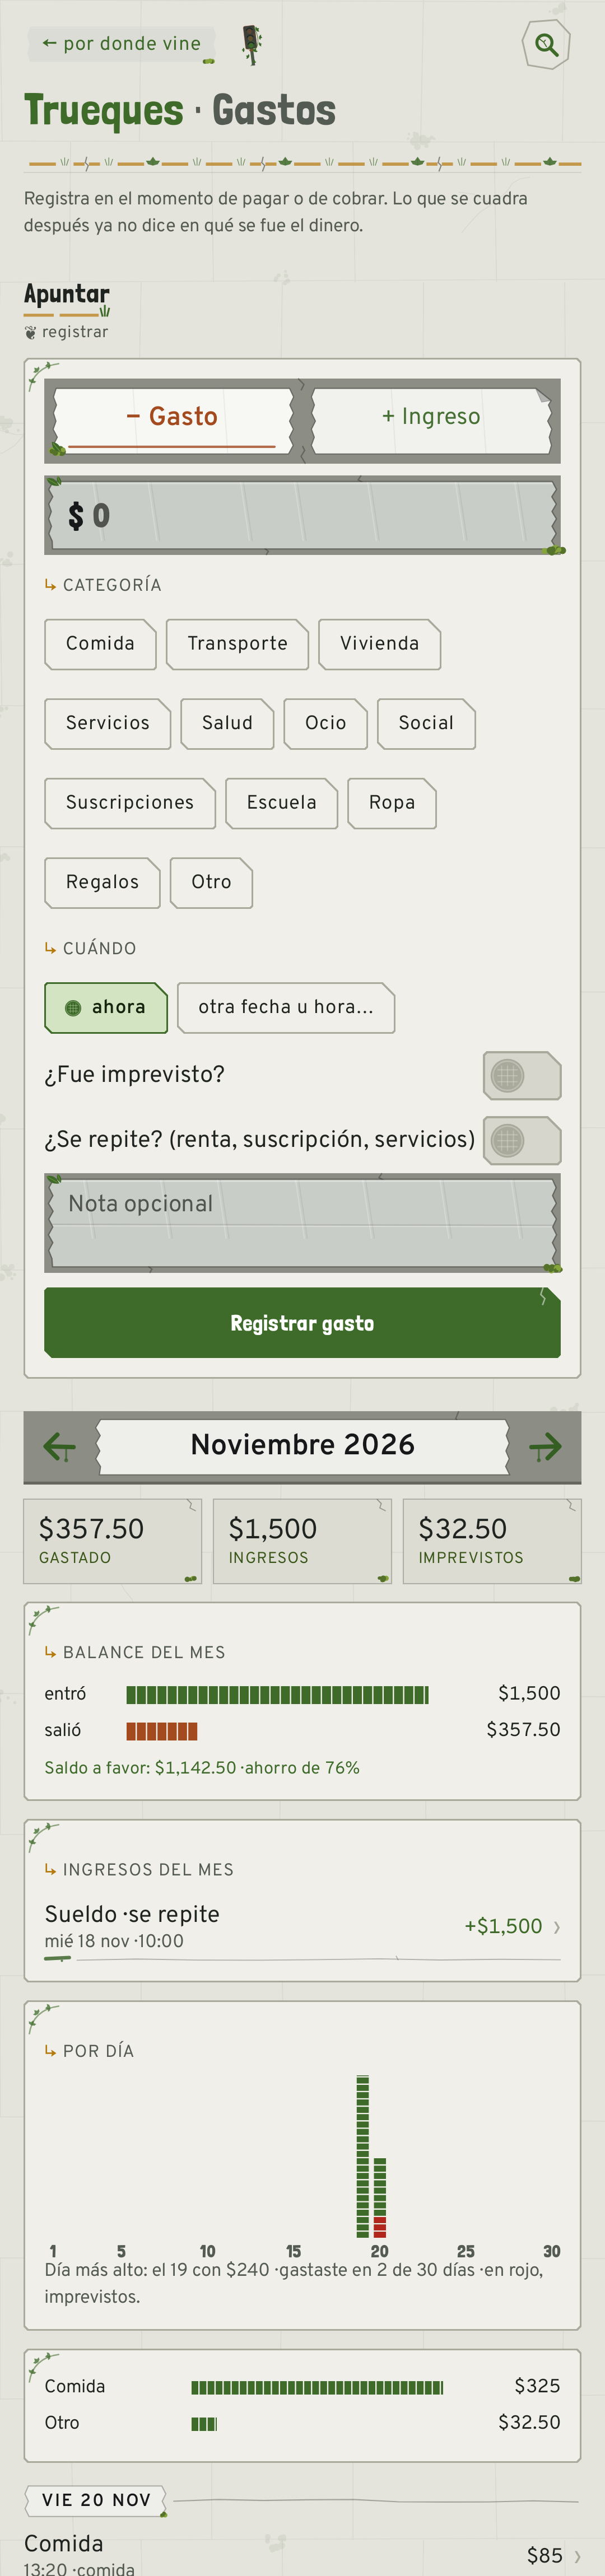 ← por donde vine
Trueques · Gastos
Registra en el momento de pagar o de cobrar. Lo que se cuadra
después ya no dice en qué se fue el dinero.
Apuntar
❦ registrar
− Gasto
+ Ingreso
$ 0
↳ CATEGORÍA
Comida
Transporte
Vivienda
Servicios
Salud
Ocio
Social
Suscripciones
Escuela
Ropa
Regalos
Otro
↳ CUÁNDO
ahora
otra fecha u hora...
¿Fue imprevisto?
¿Se repite? (renta, suscripción, servicios)
Nota opcional
Registrar gasto
Noviembre 2026
$357.50
GASTADO
$1,500
INGRESOS
$32.50
IMPREVISTOS
↳ BALANCE DEL MES
entró $1,500
salió $357.50
Saldo a favor: $1,142.50 ·ahorro de 76%
↳ INGRESOS DEL MES
Sueldo ·se repite
mié 18 nov ·10:00
+$1,500 ›
↳ POR DÍA
1 5 10 15 20 25 30
Día más alto: el 19 con $240 ·gastaste en 2 de 30 días ·en rojo,
imprevistos.
Comida $325
Otro $32.50
VIE 20 NOV
Comida
$85 ›
13:20 ·comida